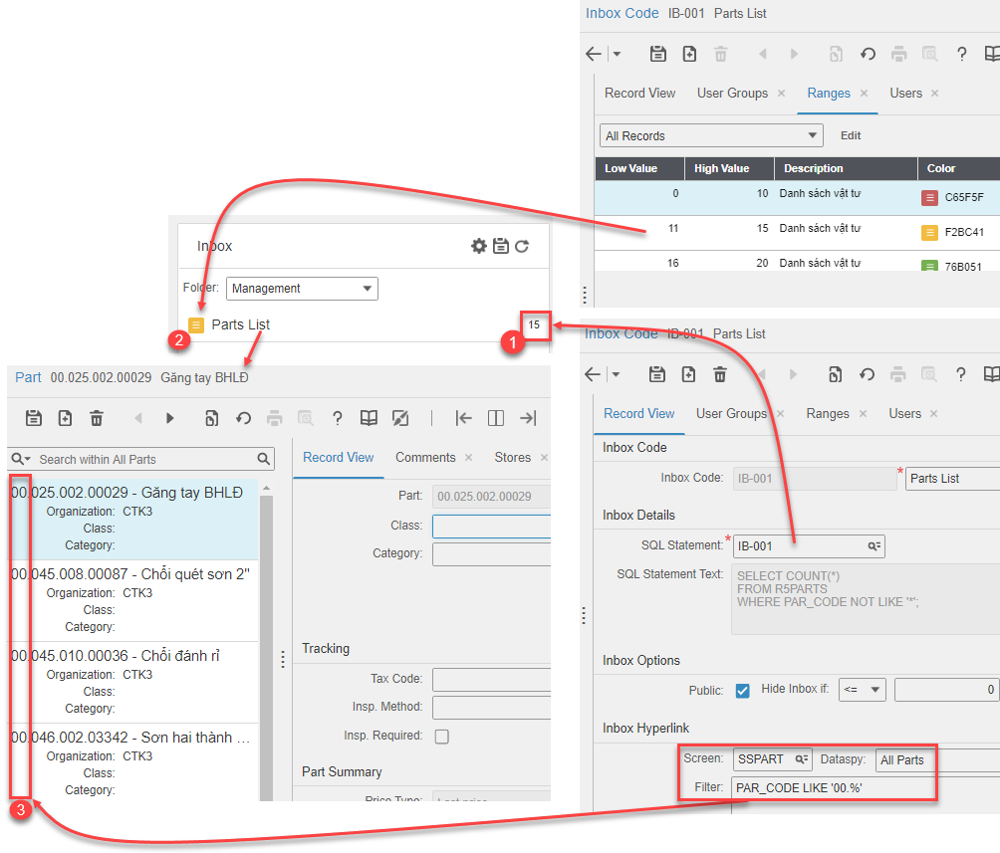 Inbox Code IB-001 Parts List
Record View User Groups × Ranges × Users ×
All Records Edit
Low Value High Value Description Color
0 10 Danh sách vật tư C65F5F
11 15 Danh sách vật tư F2BC41
16 20 Danh sách vật tư 76B051
Inbox
Folder: Management
Parts List 15
2
1
Inbox Code IB-001 Parts List
Record View User Groups × Ranges × Users ×
Inbox Code
Inbox Code: IB-001 * Parts List
Inbox Details
SQL Statement: * IB-001
SQL Statement Text: SELECT COUNT(*)
FROM R5PARTS
WHERE PAR_CODE NOT LIKE '*';
Inbox Options
Public: Hide Inbox if: <= 0
Inbox Hyperlink
Screen: SSPART Dataspy: All Parts
Filter: PAR_CODE LIKE '00.%'
Part 00.025.002.00029 Găng tay BHLĐ
Search within All Parts
00.025.002.00029 - Găng tay BHLĐ
Organization: CTK3
Class:
Category:
00.045.008.00087 - Chổi quét sơn 2"
Organization: CTK3
Class:
Category:
00.045.010.00036 - Chổi đánh rỉ
Organization: CTK3
Class:
Category:
00.046.002.03342 - Sơn hai thành ...
Organization: CTK3
Class:
Category:
3
Record View Comments × Stores ×
Part: 00.025.002.00029
Class:
Category:
Tracking
Tax Code:
Insp. Method:
Insp. Required:
Part Summary
Price Type: Last price